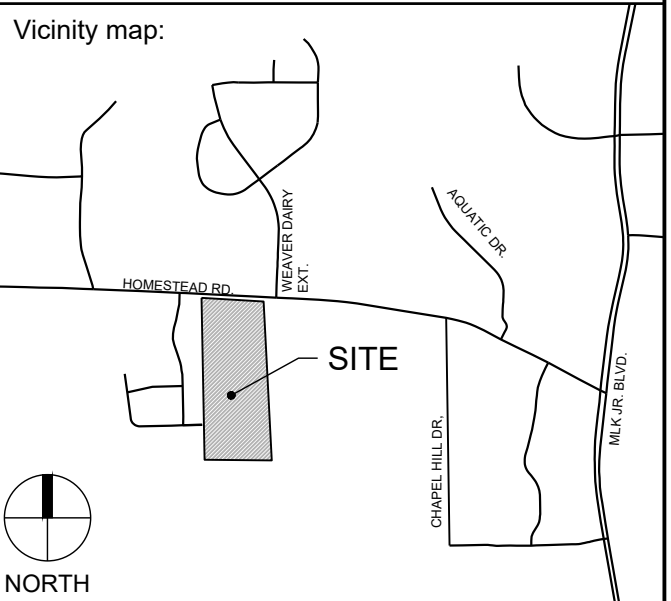 Vicinity map:
WEAVER DAIRY
EXT.
AQUATIC DR.
HOMESTEAD RD.
SITE
MLK JR. BLVD.
CHAPEL HILL DR,
NORTH